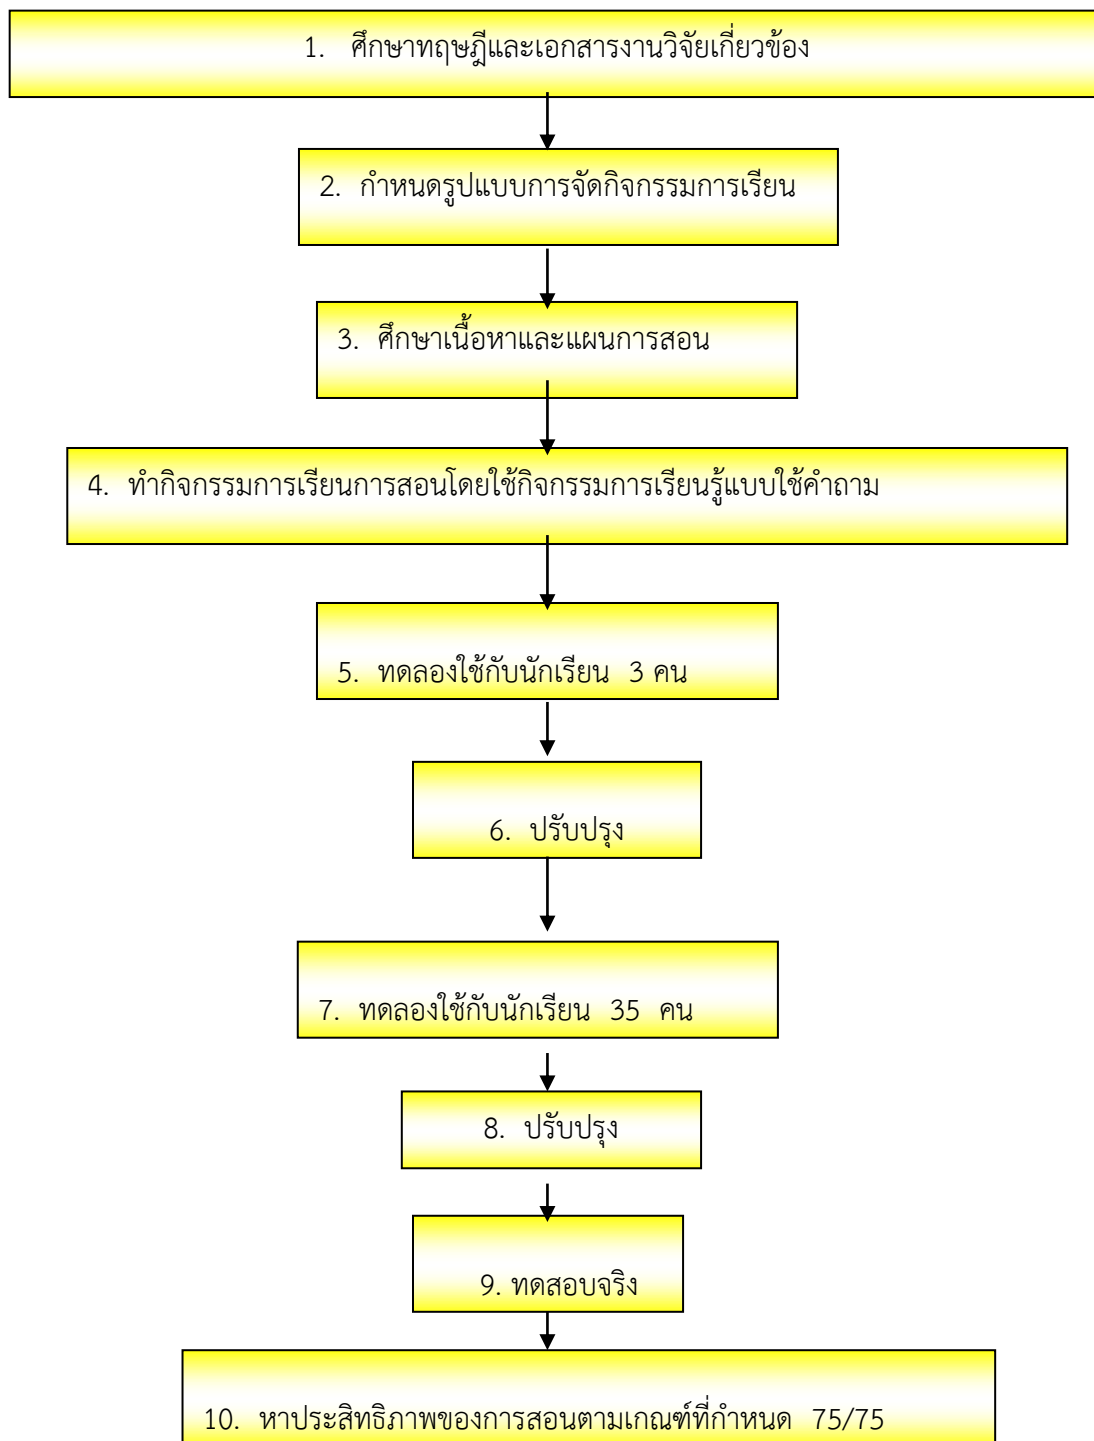 1. ศึกษาทฤษฎีและเอกสารงานวิจัยเกี่ยวข้อง
2. กำหนดรูปแบบการจัดกิจกรรมการเรียน
3. ศึกษาเนื้อหาและแผนการสอน
4. ทำกิจกรรมการเรียนการสอนโดยใช้กิจกรรมการเรียนรู้แบบใช้คำถาม
5. ทดลองใช้กับนักเรียน 3 คน
6. ปรับปรุง
7. ทดลองใช้กับนักเรียน 35 คน
8. ปรับปรุง
9. ทดสอบจริง
10. หาประสิทธิภาพของการสอนตามเกณฑ์ที่กำหนด 75/75